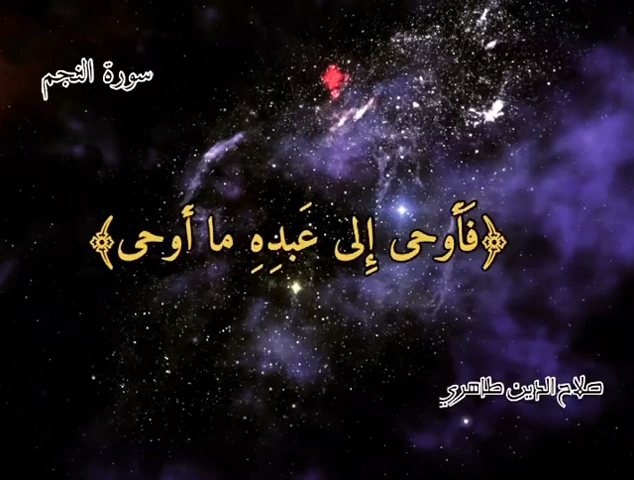 سورة النجم
﴿فَأَوحى إِلى عَبدِهِ ما أَوحى﴾
صلاح الدين طاهري